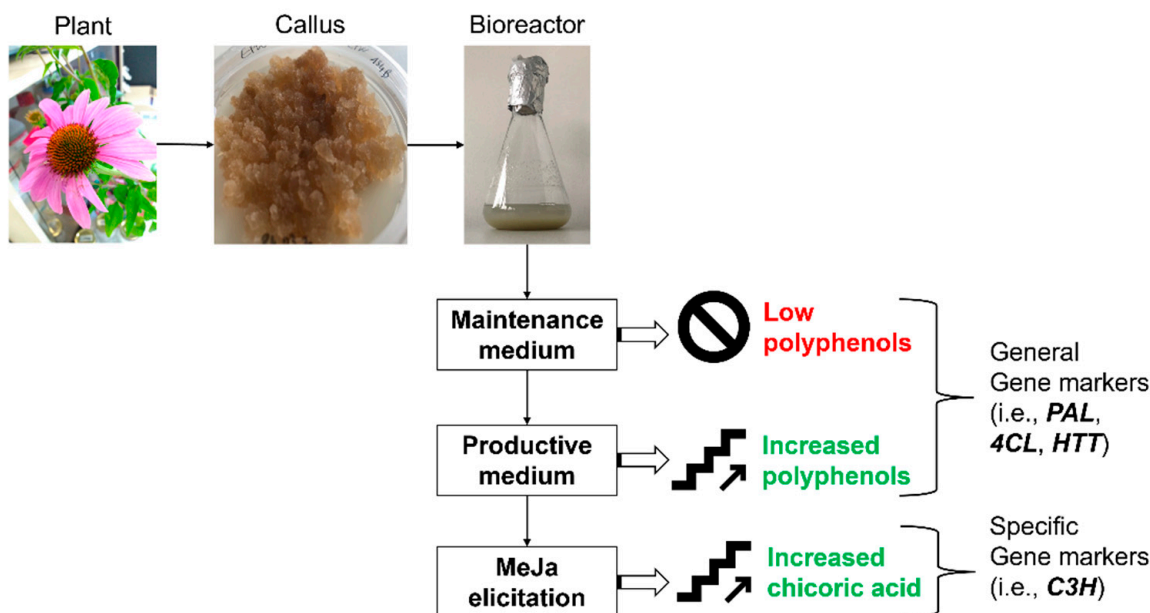 Plant
Callus
Bioreactor
Maintenance
medium
Low
polyphenols
General
Gene markers
(i.e., PAL,
4CL, HTT)
Productive
medium
Increased
polyphenols
MeJa
elicitation
Increased
chicoric acid
Specific
Gene markers
(i.e., C3H)